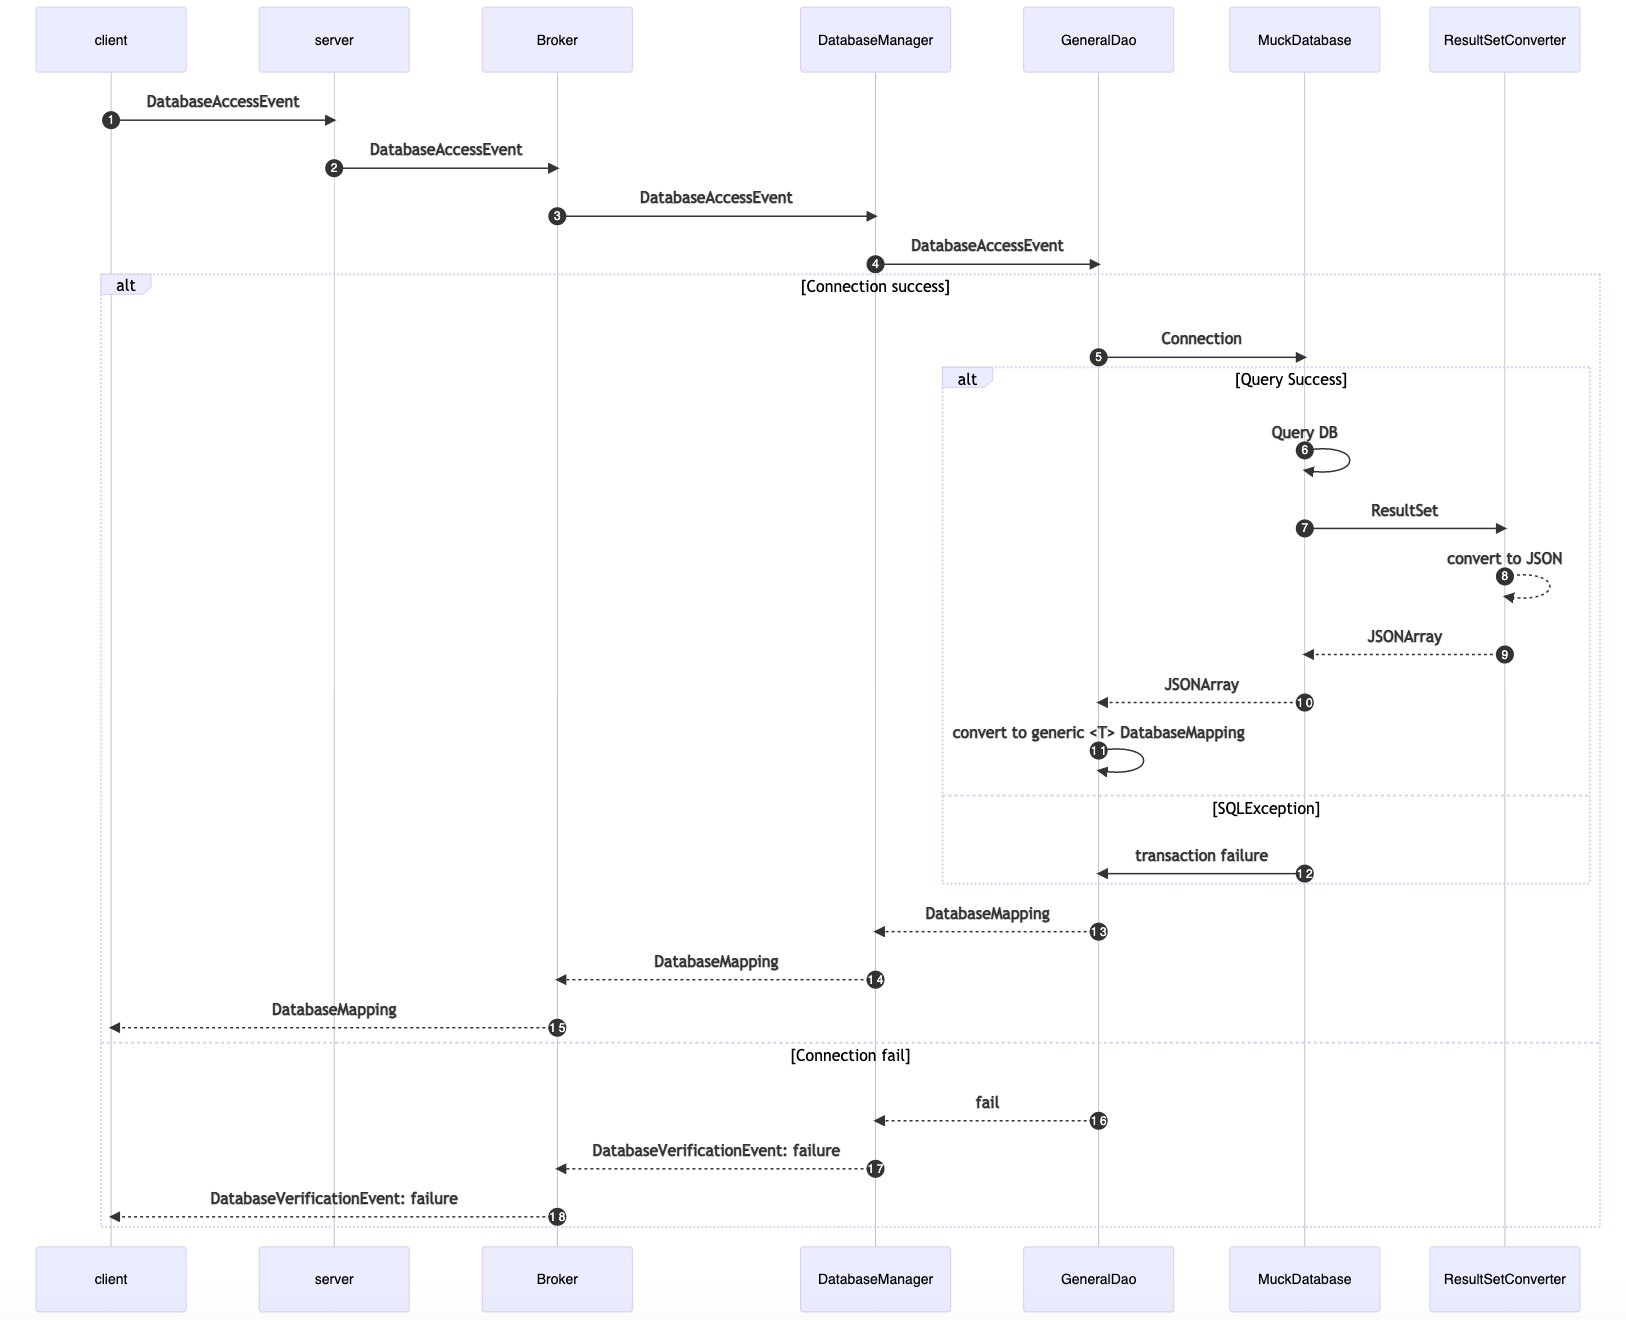 client server Broker DatabaseManager GeneralDao MuckDatabase ResultSetConverter
DatabaseAccessEvent
1
DatabaseAccessEvent
2
DatabaseAccessEvent
3
DatabaseAccessEvent
4
alt [Connection success]
Connection
5
alt [Query Success]
Query DB
6
ResultSet
7
convert to JSON
8
JSONArray
9
JSONArray
10
convert to generic <T> DatabaseMapping
11
[SQLException]
transaction failure
12
DatabaseMapping
13
DatabaseMapping
14
DatabaseMapping
15
[Connection fail]
fail
16
DatabaseVerificationEvent: failure
17
DatabaseVerificationEvent: failure
18
client server Broker DatabaseManager GeneralDao MuckDatabase ResultSetConverter